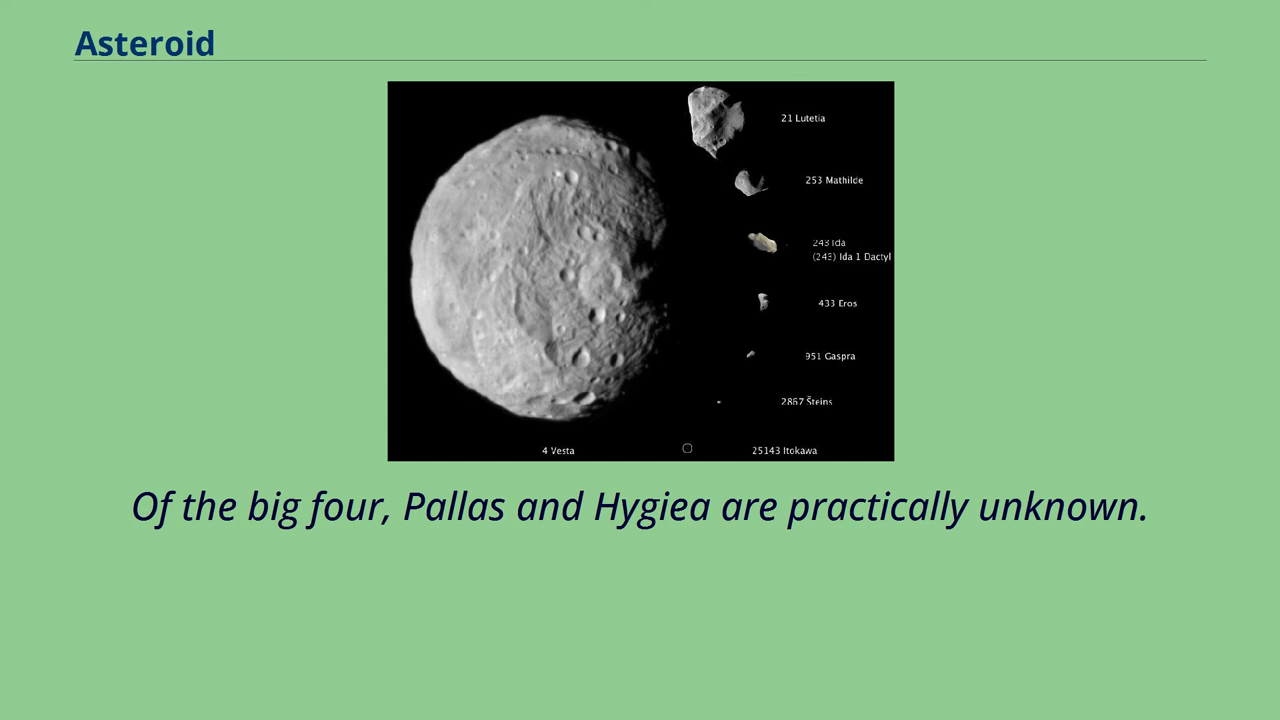 Asteroid
21 Lutetia
253 Mathilde
243 Ida
(243) Ida 1 Dactyl
433 Eros
951 Gaspra
2867 Šteins
4 Vesta
25143 Itokawa
Of the big four, Pallas and Hygiea are practically unknown.